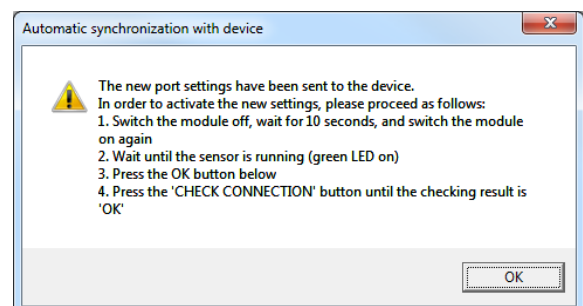 Automatic synchronization with device
The new port settings have been sent to the device.
In order to activate the new settings, please proceed as follows:
1. Switch the module off, wait for 10 seconds, and switch the module
on again
2. Wait until the sensor is running (green LED on)
3. Press the OK button below
4. Press the 'CHECK CONNECTION' button until the checking result is
'OK'
OK